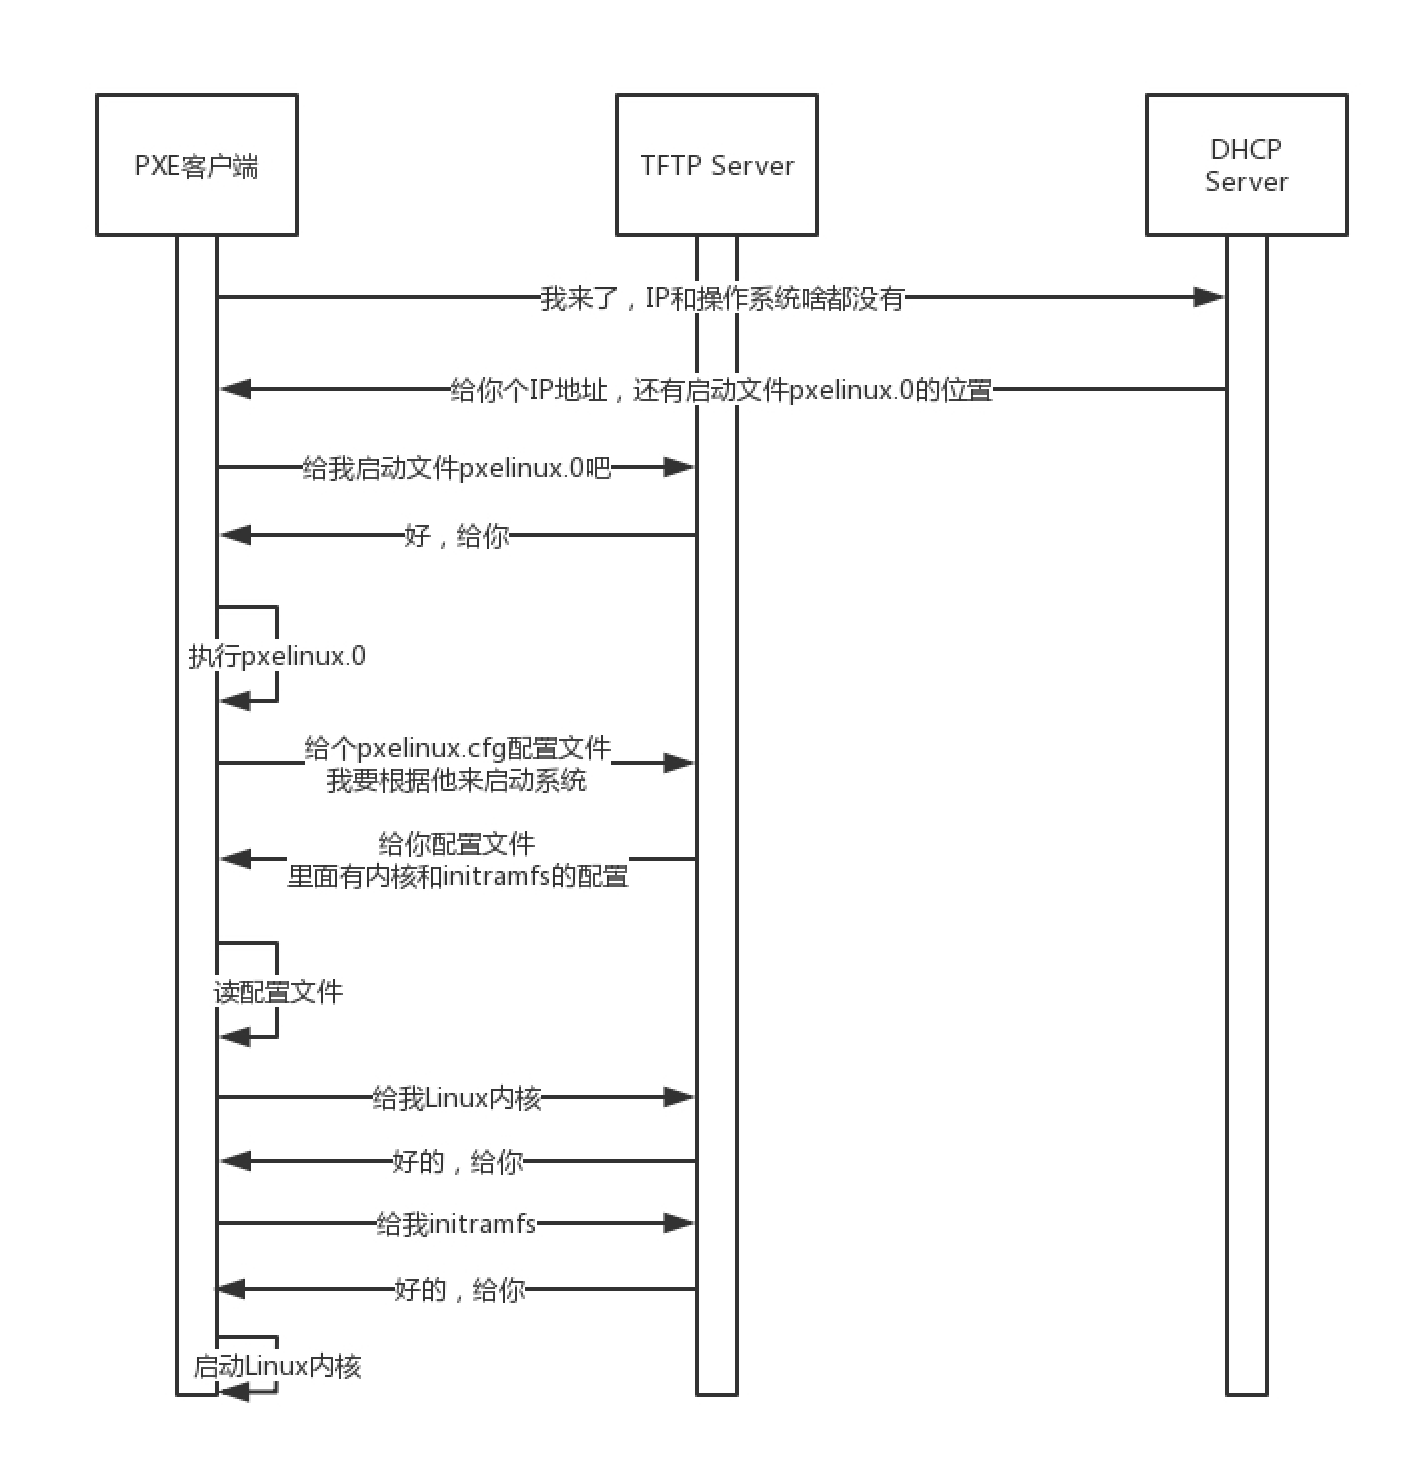 PXE客户端
TFTP Server
DHCP
Server
我来了，IP和操作系统啥都没有
给你个IP地址，还有启动文件pxelinux.0的位置
给我启动文件pxelinux.0吧
好，给你
执行pxelinux.0
给个pxelinux.cfg配置文件
我要根据他来启动系统
给你配置文件
里面有内核和initramfs的配置
读配置文件
给我Linux内核
好的，给你
给我initramfs
好的，给你
启动Linux内核